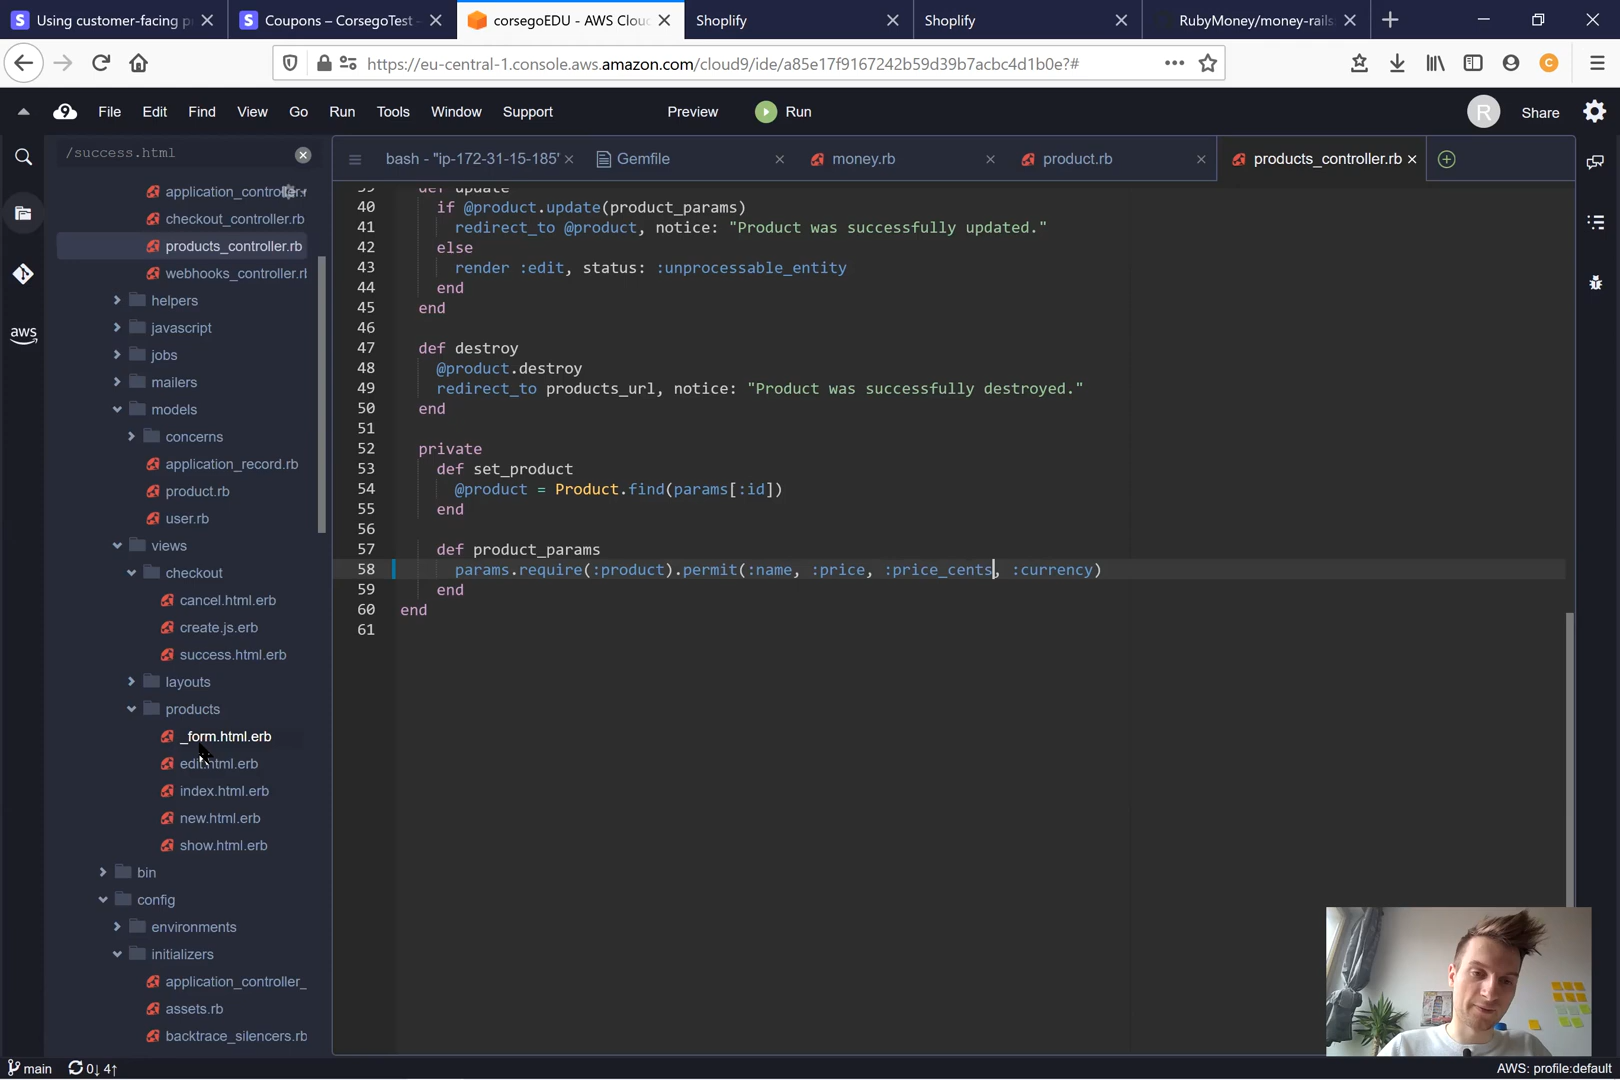 Using customer-facing p
Coupons – CorsegoTest -
corsegoEDU - AWS Clou
Shoplify
Shoplify
RubyMoney/money-rails
https://eu-central-1.console.aws.amazon.com/cloud9/ide/a85e17f9167242b59d39b7acbc4d1b0e?#
9 File Edit Find View Go Run Tools Window Support Preview Run R Share
/success.html
aws
application_controller.r
checkout_controller.rb
products_controller.rb
webhooks_controller.rb
helpers
javascript
jobs
mailers
models
concerns
application_record.rb
product.rb
user.rb
views
checkout
cancel.html.erb
create.js.erb
success.html.erb
layouts
products
_form.html.erb
edit.html.erb
index.html.erb
new.html.erb
show.html.erb
bin
config
environments
initializers
application_controller_
assets.rb
backtrace_silencers.rb
bash - "ip-172-31-15-185'
Gemfile
money.rb
product.rb
products_controller.rb
39 def update
40 if @product.update(product_params)
41 redirect_to @product, notice: "Product was successfully updated."
42 else
43 render :edit, status: :unprocessable_entity
44 end
45 end
46
47 def destroy
48 @product.destroy
49 redirect_to products_url, notice: "Product was successfully destroyed."
50 end
51
52 private
53 def set_product
54 @product = Product.find(params[:id])
55 end
56
57 def product_params
58 params.require(:product).permit(:name, :price, :price_cents, :currency)
59 end
60 end
61
main 0↓ 4↑
AWS: profile:default